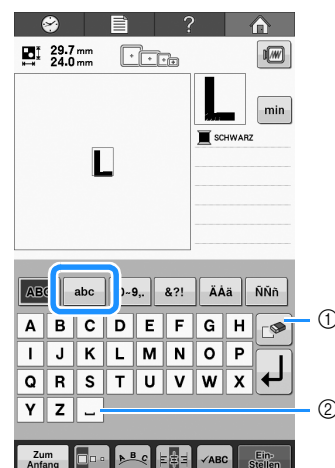 ?
29.7 mm
24.0 mm
L
min
L
SCHWARZ
ABC abc 0~9,. &?! ÄÅä ÑÑñ
A B C D E F G H ①
I J K L M N O P
Q R S T U V W X
Y Z ⎵ ②
Zum
Anfang
A B C
✓ABC
Ein-
Stellen